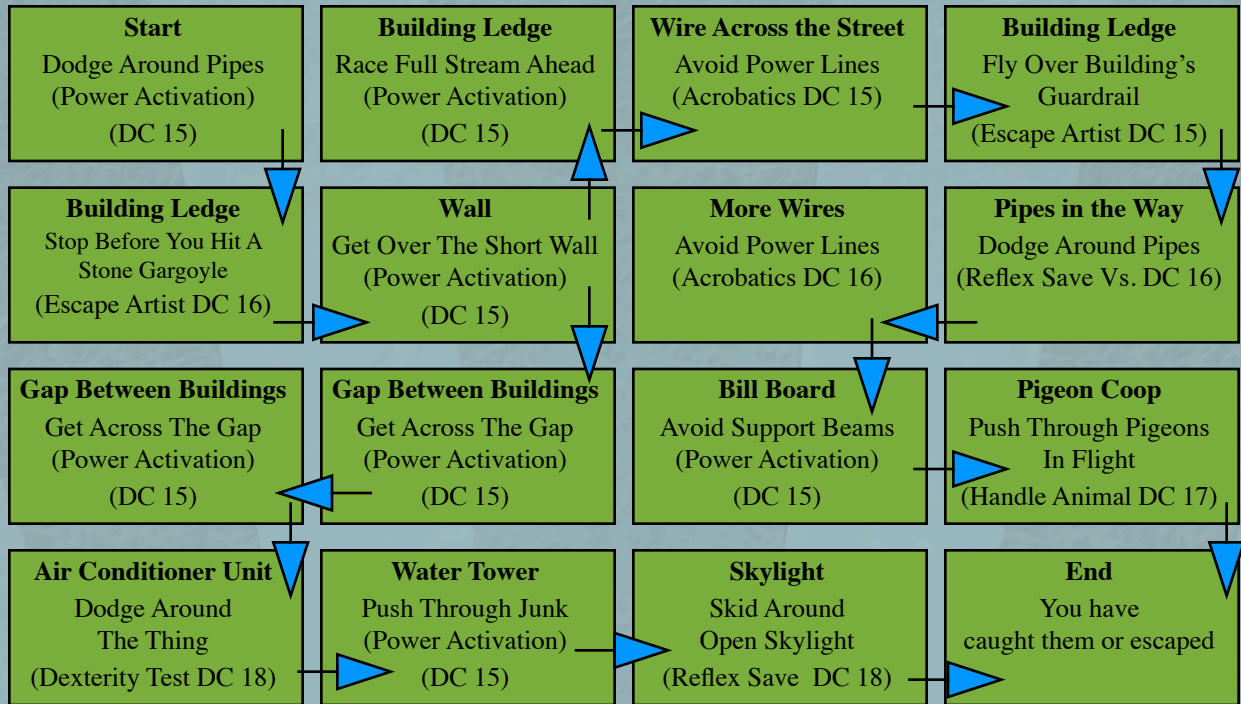 Start
Dodge Around Pipes
(Power Activation)
(DC 15)
Building Ledge
Race Full Stream Ahead
(Power Activation)
(DC 15)
Wire Across the Street
Avoid Power Lines
(Acrobatics DC 15)
Building Ledge
Fly Over Building’s
Guardrail
(Escape Artist DC 15)
Building Ledge
Stop Before You Hit A
Stone Gargoyle
(Escape Artist DC 16)
Wall
Get Over The Short Wall
(Power Activation)
(DC 15)
More Wires
Avoid Power Lines
(Acrobatics DC 16)
Pipes in the Way
Dodge Around Pipes
(Reflex Save Vs. DC 16)
Gap Between Buildings
Get Across The Gap
(Power Activation)
(DC 15)
Gap Between Buildings
Get Across The Gap
(Power Activation)
(DC 15)
Bill Board
Avoid Support Beams
(Power Activation)
(DC 15)
Pigeon Coop
Push Through Pigeons
In Flight
(Handle Animal DC 17)
Air Conditioner Unit
Dodge Around
The Thing
(Dexterity Test DC 18)
Water Tower
Push Through Junk
(Power Activation)
(DC 15)
Skylight
Skid Around
Open Skylight
(Reflex Save DC 18)
End
You have
caught them or escaped